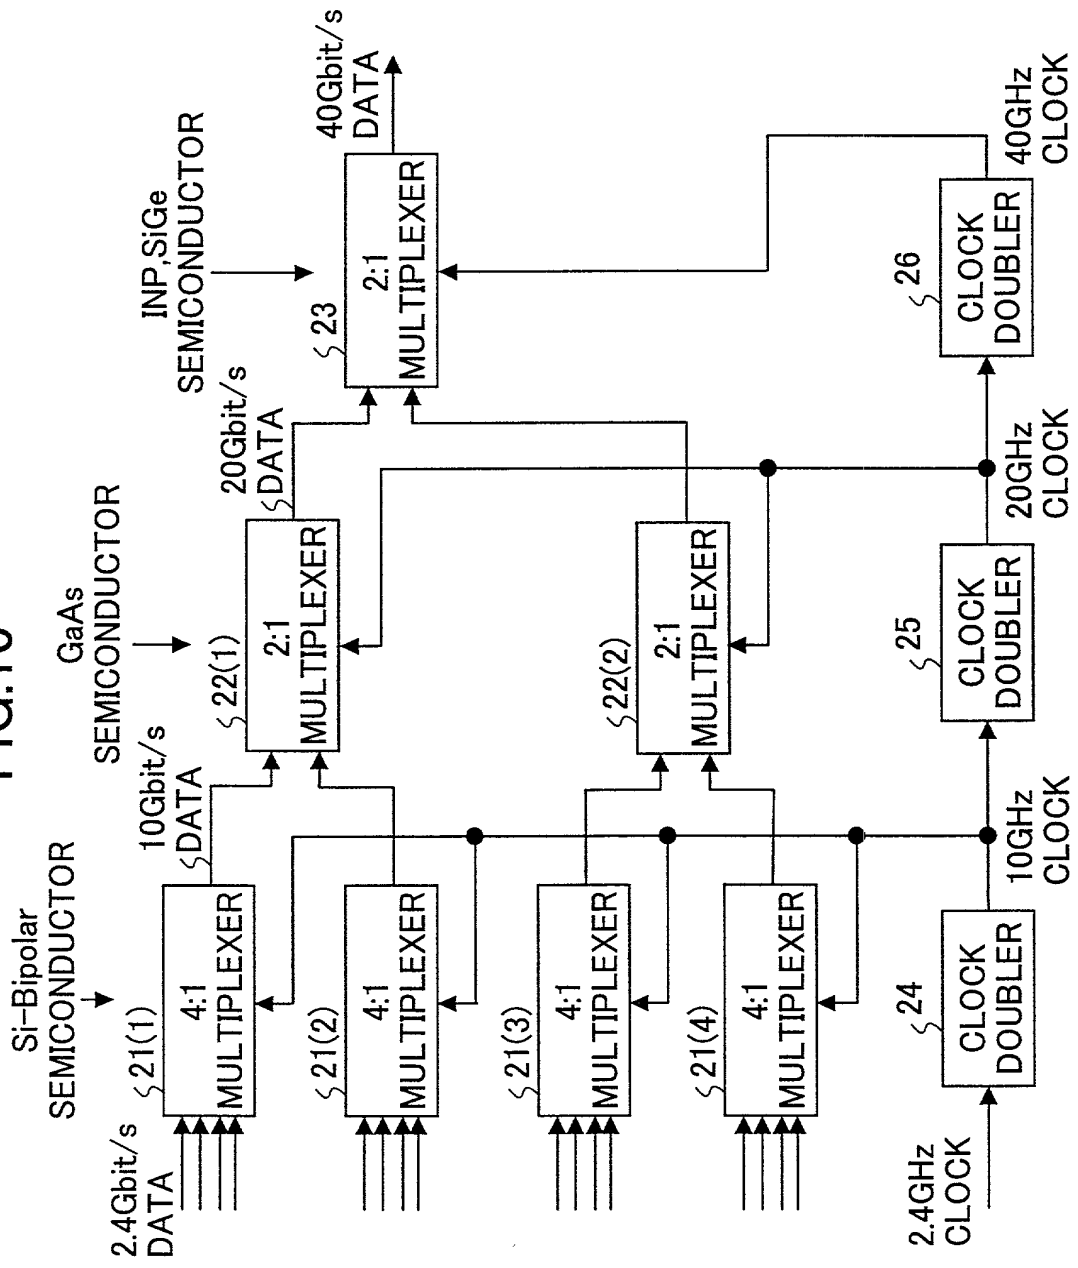 Si-Bipolar
SEMICONDUCTOR
GaAs
SEMICONDUCTOR
INP,SiGe
SEMICONDUCTOR
2.4Gbit/s
DATA
21(1)
4:1
MULTIPLEXER
10Gbit/s
DATA
22(1)
2:1
MULTIPLEXER
20Gbit/s
DATA
23
2:1
MULTIPLEXER
40Gbit/s
DATA
21(2)
4:1
MULTIPLEXER
21(3)
4:1
MULTIPLEXER
22(2)
2:1
MULTIPLEXER
21(4)
4:1
MULTIPLEXER
2.4GHz
CLOCK
24
CLOCK
DOUBLER
10GHz
CLOCK
25
CLOCK
DOUBLER
20GHz
CLOCK
26
CLOCK
DOUBLER
40GHz
CLOCK